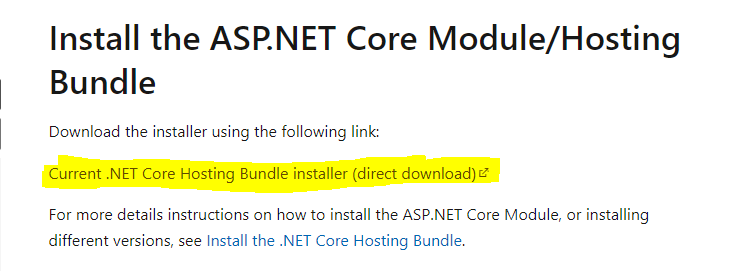 Install the ASP.NET Core Module/Hosting
Bundle
Download the installer using the following link:
Current .NET Core Hosting Bundle installer (direct download)
For more details instructions on how to install the ASP.NET Core Module, or installing
different versions, see Install the .NET Core Hosting Bundle.